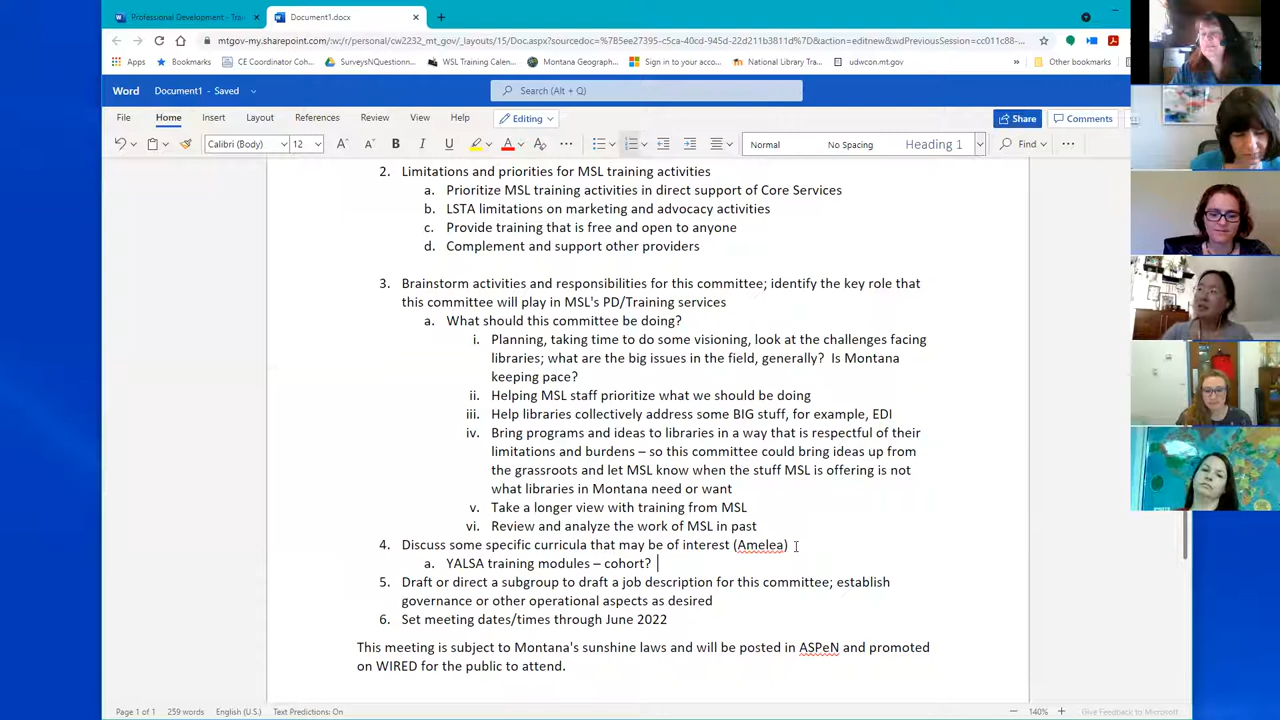 Professional Development - Trai
Document1.docx
mtgov-my.sharepoint.com/:w:/r/personal/cw2232_mt_gov/_layouts/15/Doc.aspx?sourcedoc=%7B5ee27395-c5ca-40cd-945d-22d211b3811d%7D&action=editnew&wdPreviousSession=cc011c88-...
Apps
Bookmarks
CE Coordinator Coh...
SurveysNQuestionn...
WSL Training Calen...
Montana Geograph...
Sign in to your acco...
National Library Tra...
udwcon.mt.gov
»
Other bookmarks
Word
Document1 - Saved
Search (Alt + Q)
File
Home
Insert
Layout
References
Review
View
Help
Editing
Share
Comments
Calibri (Body)
12
Normal
No Spacing
Heading 1
Find
2. Limitations and priorities for MSL training activities
a. Prioritize MSL training activities in direct support of Core Services
b. LSTA limitations on marketing and advocacy activities
c. Provide training that is free and open to anyone
d. Complement and support other providers
3. Brainstorm activities and responsibilities for this committee; identify the key role that
this committee will play in MSL's PD/Training services
a. What should this committee be doing?
i. Planning, taking time to do some visioning, look at the challenges facing
libraries; what are the big issues in the field, generally? Is Montana
keeping pace?
ii. Helping MSL staff prioritize what we should be doing
iii. Help libraries collectively address some BIG stuff, for example, EDI
iv. Bring programs and ideas to libraries in a way that is respectful of their
limitations and burdens – so this committee could bring ideas up from
the grassroots and let MSL know when the stuff MSL is offering is not
what libraries in Montana need or want
v. Take a longer view with training from MSL
vi. Review and analyze the work of MSL in past
4. Discuss some specific curricula that may be of interest (Amelea)
a. YALSA training modules – cohort?
5. Draft or direct a subgroup to draft a job description for this committee; establish
governance or other operational aspects as desired
6. Set meeting dates/times through June 2022
This meeting is subject to Montana's sunshine laws and will be posted in ASPeN and promoted
on WIRED for the public to attend.
Page 1 of 1
259 words
English (U.S.)
Text Predictions: On
140%
Give Feedback to Microsoft